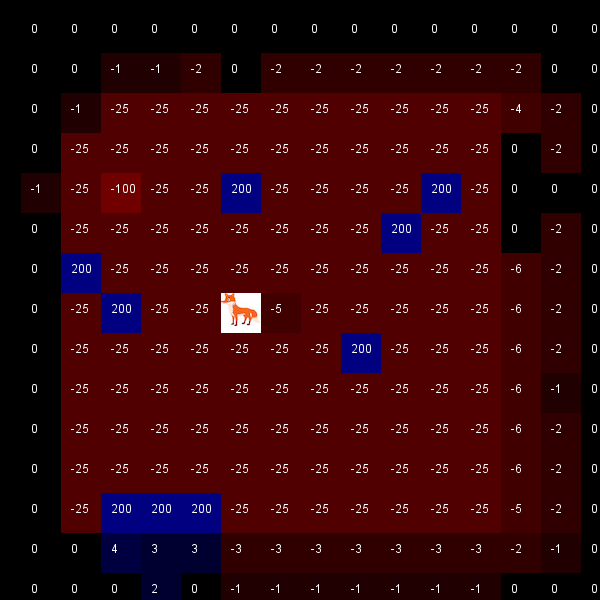 0 0 0 0 0 0 0 0 0 0 0 0 0 0 0
0 0 -1 -1 -2 0 -2 -2 -2 -2 -2 -2 -2 0 0
0 -1 -25 -25 -25 -25 -25 -25 -25 -25 -25 -25 -4 -2 0
0 -25 -25 -25 -25 -25 -25 -25 -25 -25 -25 -25 0 -2 0
-1 -25 -100 -25 -25 200 -25 -25 -25 -25 200 -25 0 0 0
0 -25 -25 -25 -25 -25 -25 -25 -25 200 -25 -25 0 -2 0
0 200 -25 -25 -25 -25 -25 -25 -25 -25 -25 -25 -6 -2 0
0 -25 200 -25 -25 -5 -25 -25 -25 -25 -25 -6 -2 0
0 -25 -25 -25 -25 -25 -25 -25 200 -25 -25 -25 -6 -2 0
0 -25 -25 -25 -25 -25 -25 -25 -25 -25 -25 -25 -6 -1 0
0 -25 -25 -25 -25 -25 -25 -25 -25 -25 -25 -25 -6 -2 0
0 -25 -25 -25 -25 -25 -25 -25 -25 -25 -25 -25 -6 -2 0
0 -25 200 200 200 -25 -25 -25 -25 -25 -25 -25 -5 -2 0
0 0 4 3 3 -3 -3 -3 -3 -3 -3 -3 -2 -1 0
0 0 0 2 0 -1 -1 -1 -1 -1 -1 -1 0 0 0